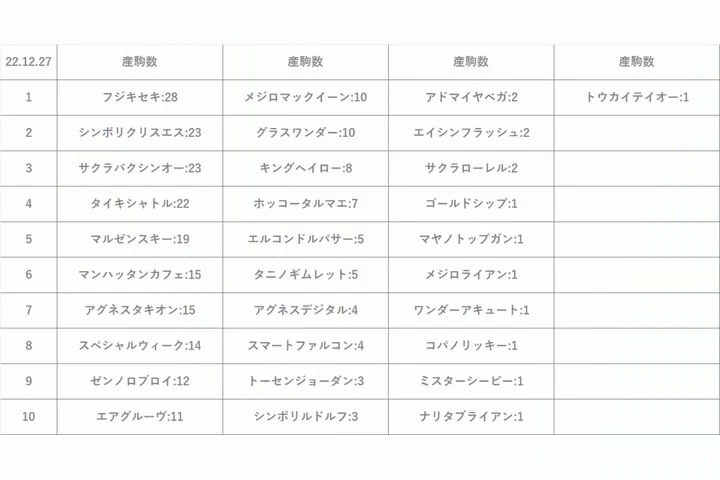 22.12.27 産駒数 産駒数 産駒数 産駒数
1 フジキセキ:28 メジロマックイーン:10 アドマイヤベガ:2 トウカイテイオー:1
2 シンボリクリスエス:23 グラスワンダー:10 エイシンフラッシュ:2
3 サクラバクシンオー:23 キングヘイロー:8 サクラローレル:2
4 タイキシャトル:22 ホッコータルマエ:7 ゴールドシップ:1
5 マルゼンスキー:19 エルコンドルパサー:5 マヤノトップガン:1
6 マンハッタンカフェ:15 タニノギムレット:5 メジロライアン:1
7 アグネスタキオン:15 アグネスデジタル:4 ワンダーアキュート:1
8 スペシャルウィーク:14 スマートファルコン:4 コパノリッキー:1
9 ゼンノロブロイ:12 トーセンジョーダン:3 ミスターシービー:1
10 エアグルーヴ:11 シンボリルドルフ:3 ナリタブライアン:1